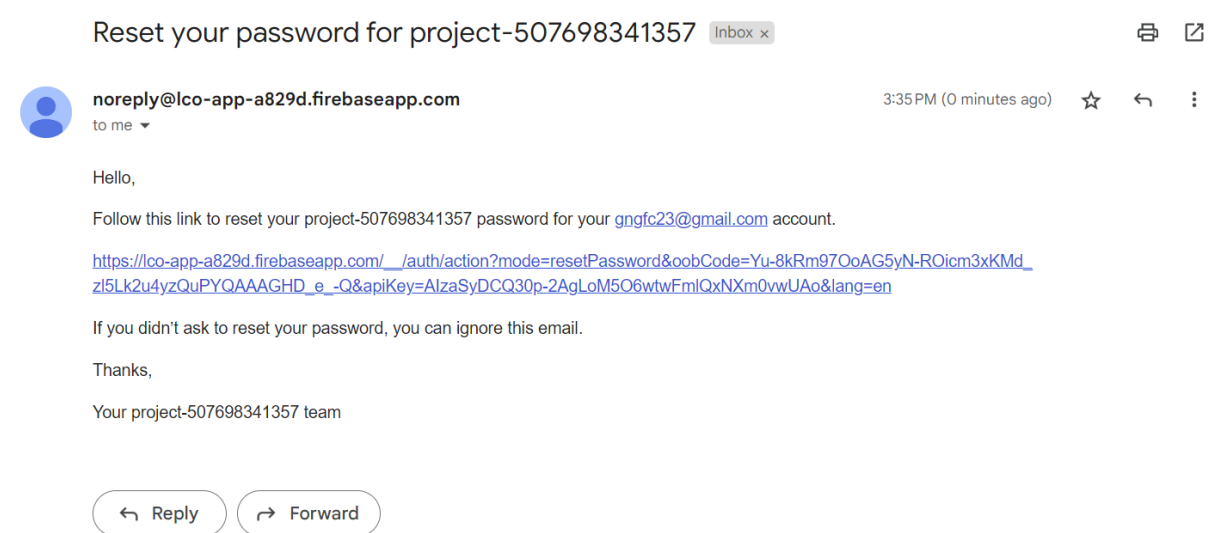 Reset your password for project-507698341357 Inbox x
noreply@lco-app-a829d.firebaseapp.com 3:35 PM (0 minutes ago)
to me
Hello,
Follow this link to reset your project-507698341357 password for your gngfc23@gmail.com account.
https://lco-app-a829d.firebaseapp.com/__/auth/action?mode=resetPassword&oobCode=Yu-8kRm97OoAG5yN-ROicm3xKMd_
zl5Lk2u4yzQuPYQAAAGHD_e_-Q&apiKey=AIzaSyDCQ30p-2AgLoM5O6wtwFmlQxNXm0vwUAo&lang=en
If you didn’t ask to reset your password, you can ignore this email.
Thanks,
Your project-507698341357 team
Reply Forward